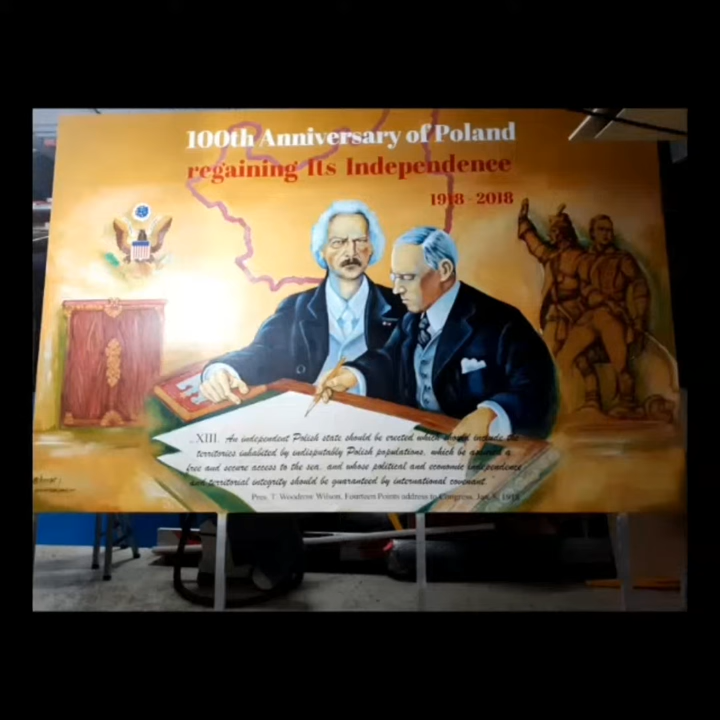 100th Anniversary of Poland
regaining Its Independence
1918 - 2018
XIII. An independent Polish state should be erected which should include the
territories inhabited by indisputably Polish populations, which be assured a
free and secure access to the sea, and whose political and economic independence
and territorial integrity should be guaranteed by international covenant.
Pres. T. Woodrow Wilson, Fourteen Points address to Congress, Jan. 8, 1918